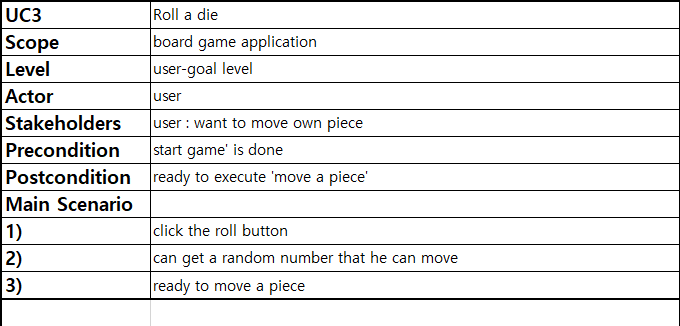 UC3 Roll a die
Scope board game application
Level user-goal level
Actor user
Stakeholders user : want to move own piece
Precondition start game' is done
Postcondition ready to execute 'move a piece'
Main Scenario
1) click the roll button
2) can get a random number that he can move
3) ready to move a piece